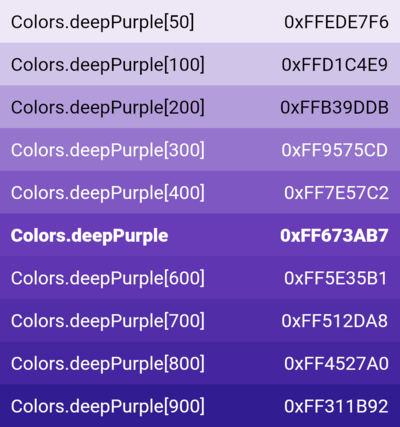 Colors.deepPurple[50] 0xFFEDE7F6
Colors.deepPurple[100] 0xFFD1C4E9
Colors.deepPurple[200] 0xFFB39DDB
Colors.deepPurple[300] 0xFF9575CD
Colors.deepPurple[400] 0xFF7E57C2
Colors.deepPurple 0xFF673AB7
Colors.deepPurple[600] 0xFF5E35B1
Colors.deepPurple[700] 0xFF512DA8
Colors.deepPurple[800] 0xFF4527A0
Colors.deepPurple[900] 0xFF311B92